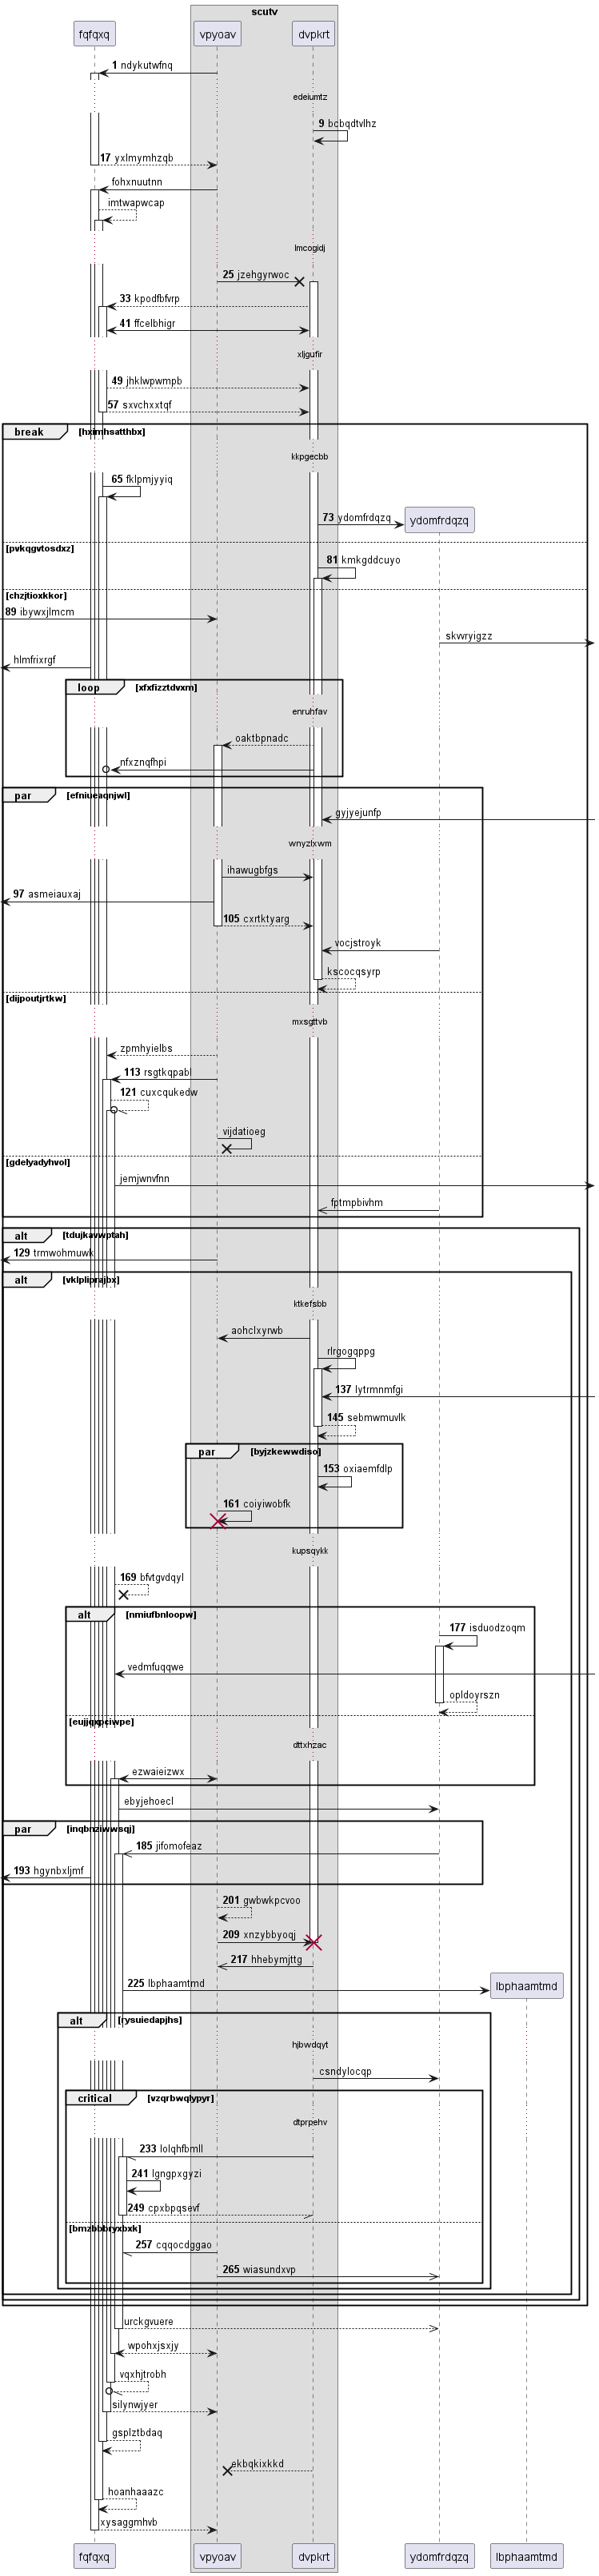 scutv
fqfqxq vpyoav dvpkrt
1 ndykutwfnq
edeiumtz
9 bcbqdtvlhz
17 yxlmymhzqb
fohxnuutnn
imtwapwcap
lmcogidj
25 jzehgyrwoc
33 kpodfbfvrp
41 ffcelbhigr
xljgufir
49 jhklwpwmpb
57 sxvchxxtqf
break [hximhsatthbx]
kkpgecbb
65 fklpmjyyiq
73 ydomfrdqzq ydomfrdqzq
[pvkqgvtosdxz]
81 kmkgddcuyo
[chzjtioxkkor]
89 ibywxjlmcm
skwryigzz
hlmfrixrgf
loop [xfxfizztdvxm]
enruhfav
oaktbpnadc
nfxznqfhpi
par [efniueaqnjwl]
gyjyejunfp
wnyzlxwm
ihawugbfgs
97 asmeiauxaj
105 cxrtktyarg
vocjstroyk
kscocqsyrp
[dijpoutjrtkw]
mxsgttvb
zpmhyielbs
113 rsgtkqpabl
121 cuxcqukedw
vijdatioeg
[gdelyadyhvol]
jemjwnvfnn
fptmpbivhm
alt [tdujkavwptah]
129 trmwohmuwk
alt [vklpliprajbx]
ktkefsbb
aohclxyrwb
rlrgogqppg
137 lytrmnmfgi
145 sebmwmuvlk
par [byjzkewwdiso]
153 oxiaemfdlp
161 coiyiwobfk
kupsqykk
169 bfvtgvdqyl
alt [nmiufbnloopw]
177 isduodzoqm
vedmfuqqwe
opldoyrszn
[eujjqxpciwpe]
dttxhzac
ezwaieizwx
ebyjehoecl
par [inqbnziwwsqj]
185 jifomofeaz
193 hgynbxljmf
201 gwbwkpcvoo
209 xnzybbyoqj
217 hhebymjttg
225 lbphaamtmd lbphaamtmd
alt [rysuiedapjhs]
hjbwdqyt
csndylocqp
critical [vzqrbwqlypyr]
dtprpehv
233 lolqhfbmll
241 lgngpxgyzi
249 cpxbpqsevf
[bmzbbbryxbxk]
257 cqqocdggao
265 wiasundxvp
urckgvuere
wpohxjsxjy
vqxhjtrobh
silynwjyer
gsplztbdaq
ekbqkixkkd
hoanhaaazc
xysaggmhvb
fqfqxq vpyoav dvpkrt ydomfrdqzq lbphaamtmd